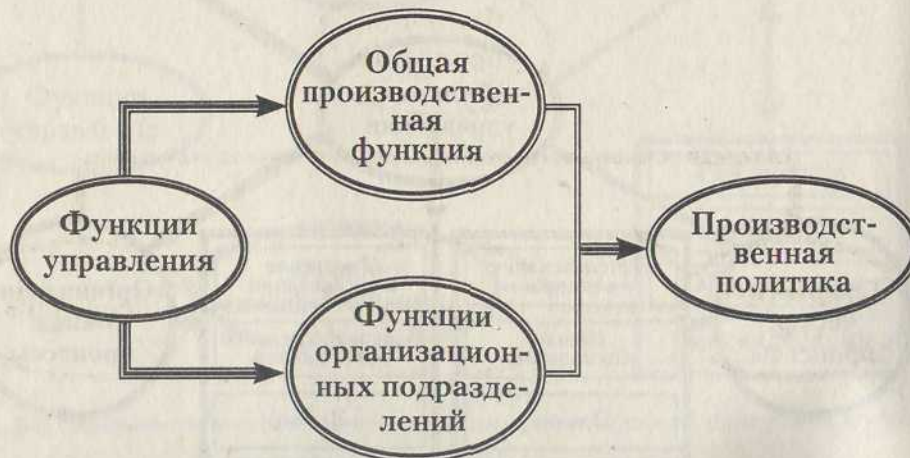 Общая
производствен-
ная
функция
Функции
управления
Производст-
венная
политика
Функции
организацион-
ных подразде-
лений